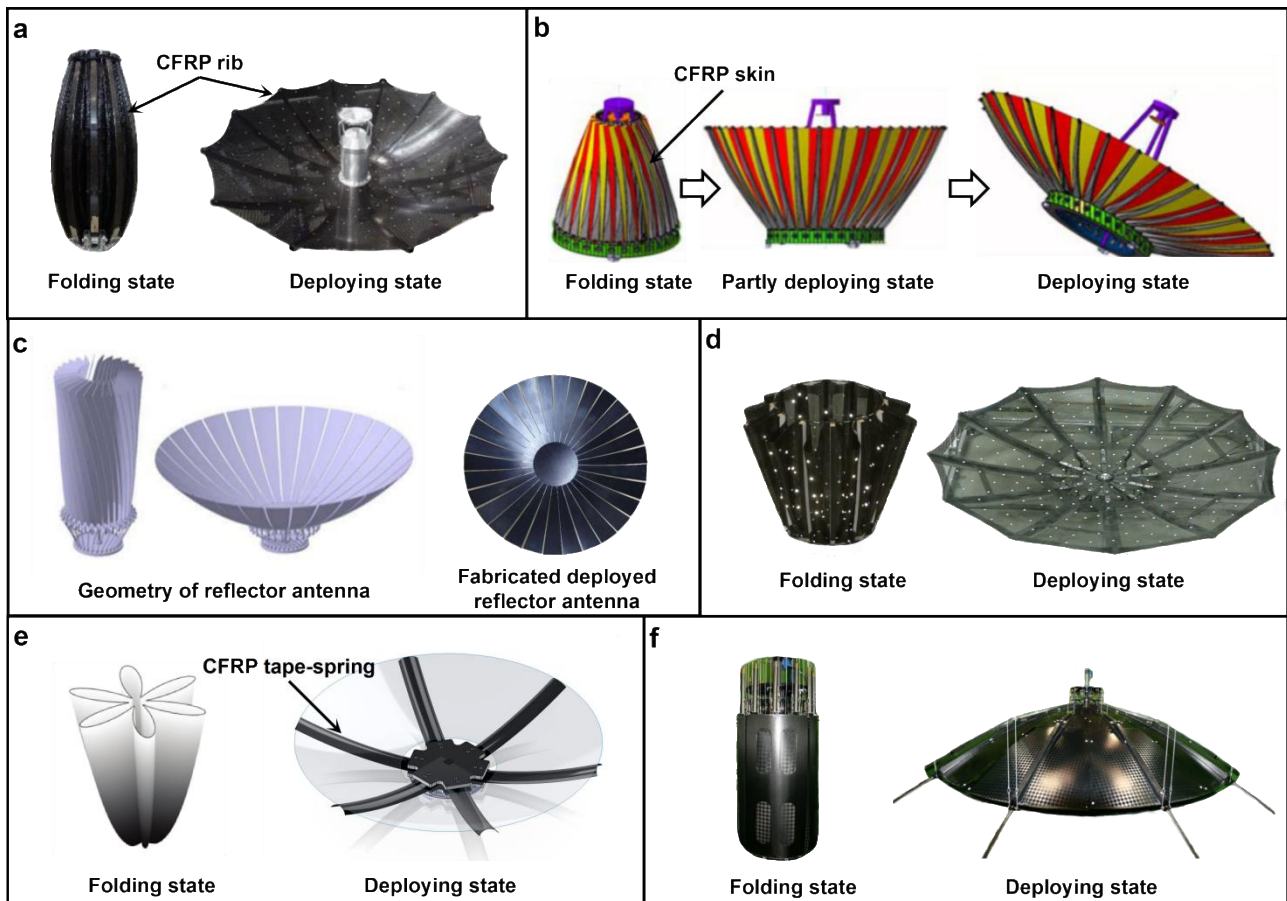 a
CFRP rib
Folding state
Deploying state
b
CFRP skin
Folding state
Partly deploying state
Deploying state
c
Geometry of reflector antenna
Fabricated deployed
reflector antenna
d
Folding state
Deploying state
e
CFRP tape-spring
Folding state
Deploying state
f
Folding state
Deploying state